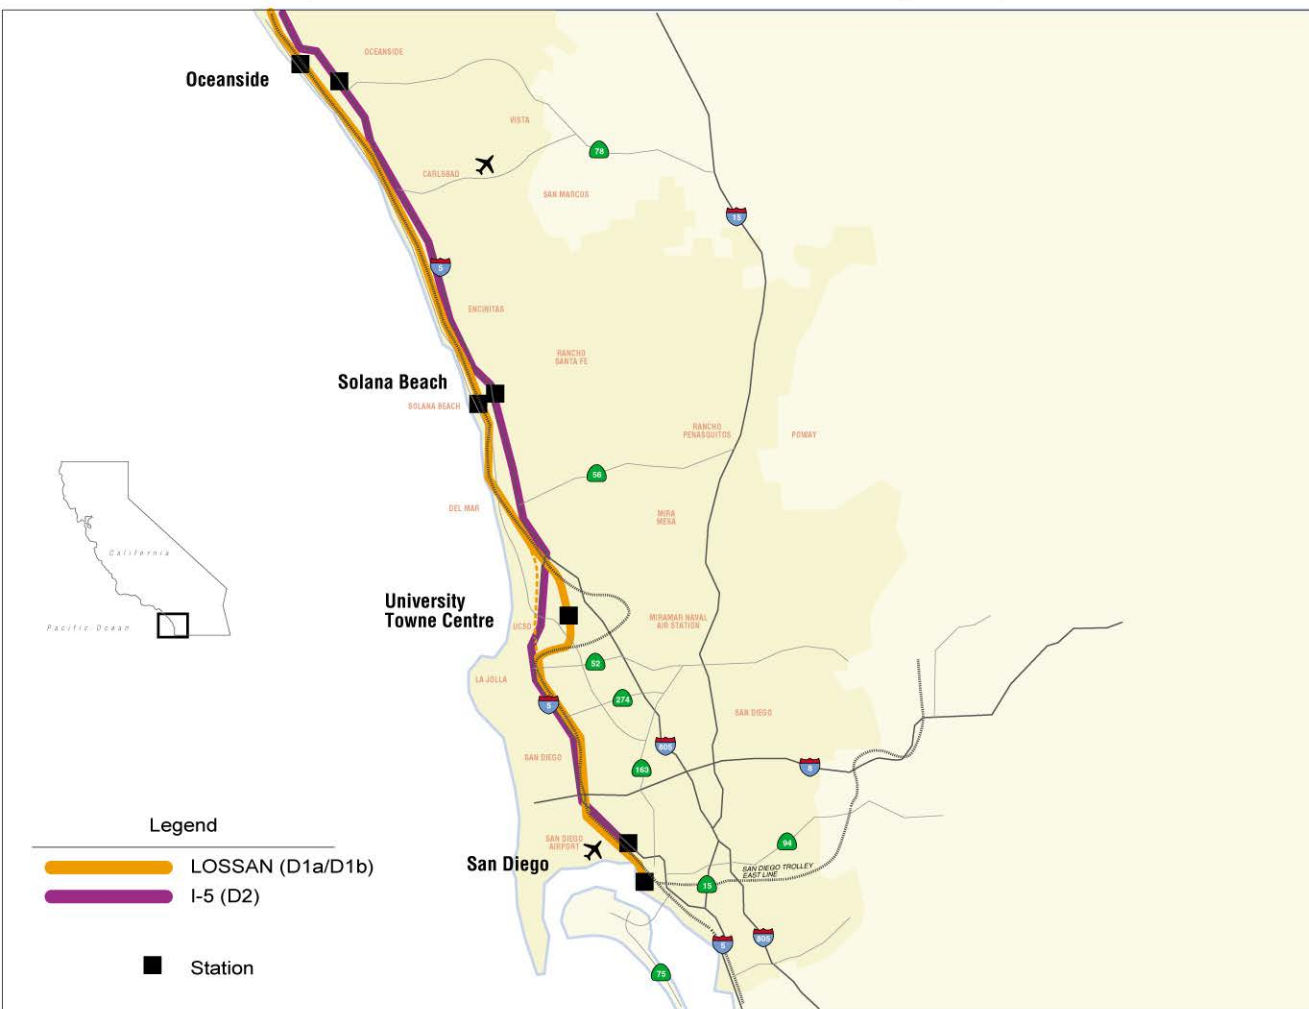 OCEANSIDE
Oceanside
VISTA
78
CARLSBAD
SAN MARCOS
15
5
ENCINITAS
RANCHO
SANTA FE
Solana Beach
SOLANA BEACH
RANCHO
PENASQUITOS
POWAY
56
DEL MAR
MIRA
MESA
California
Pacific Ocean
University
Towne Centre
UCSD
MIRAMAR NAVAL
AIR STATION
52
LA JOLLA
274
5
SAN DIEGO
805
SAN DIEGO
163
8
Legend
SAN DIEGO
AIRPORT
94
San Diego
LOSSAN (D1a/D1b)
SAN DIEGO TROLLEY
EAST LINE
15
I-5 (D2)
805
5
Station
75